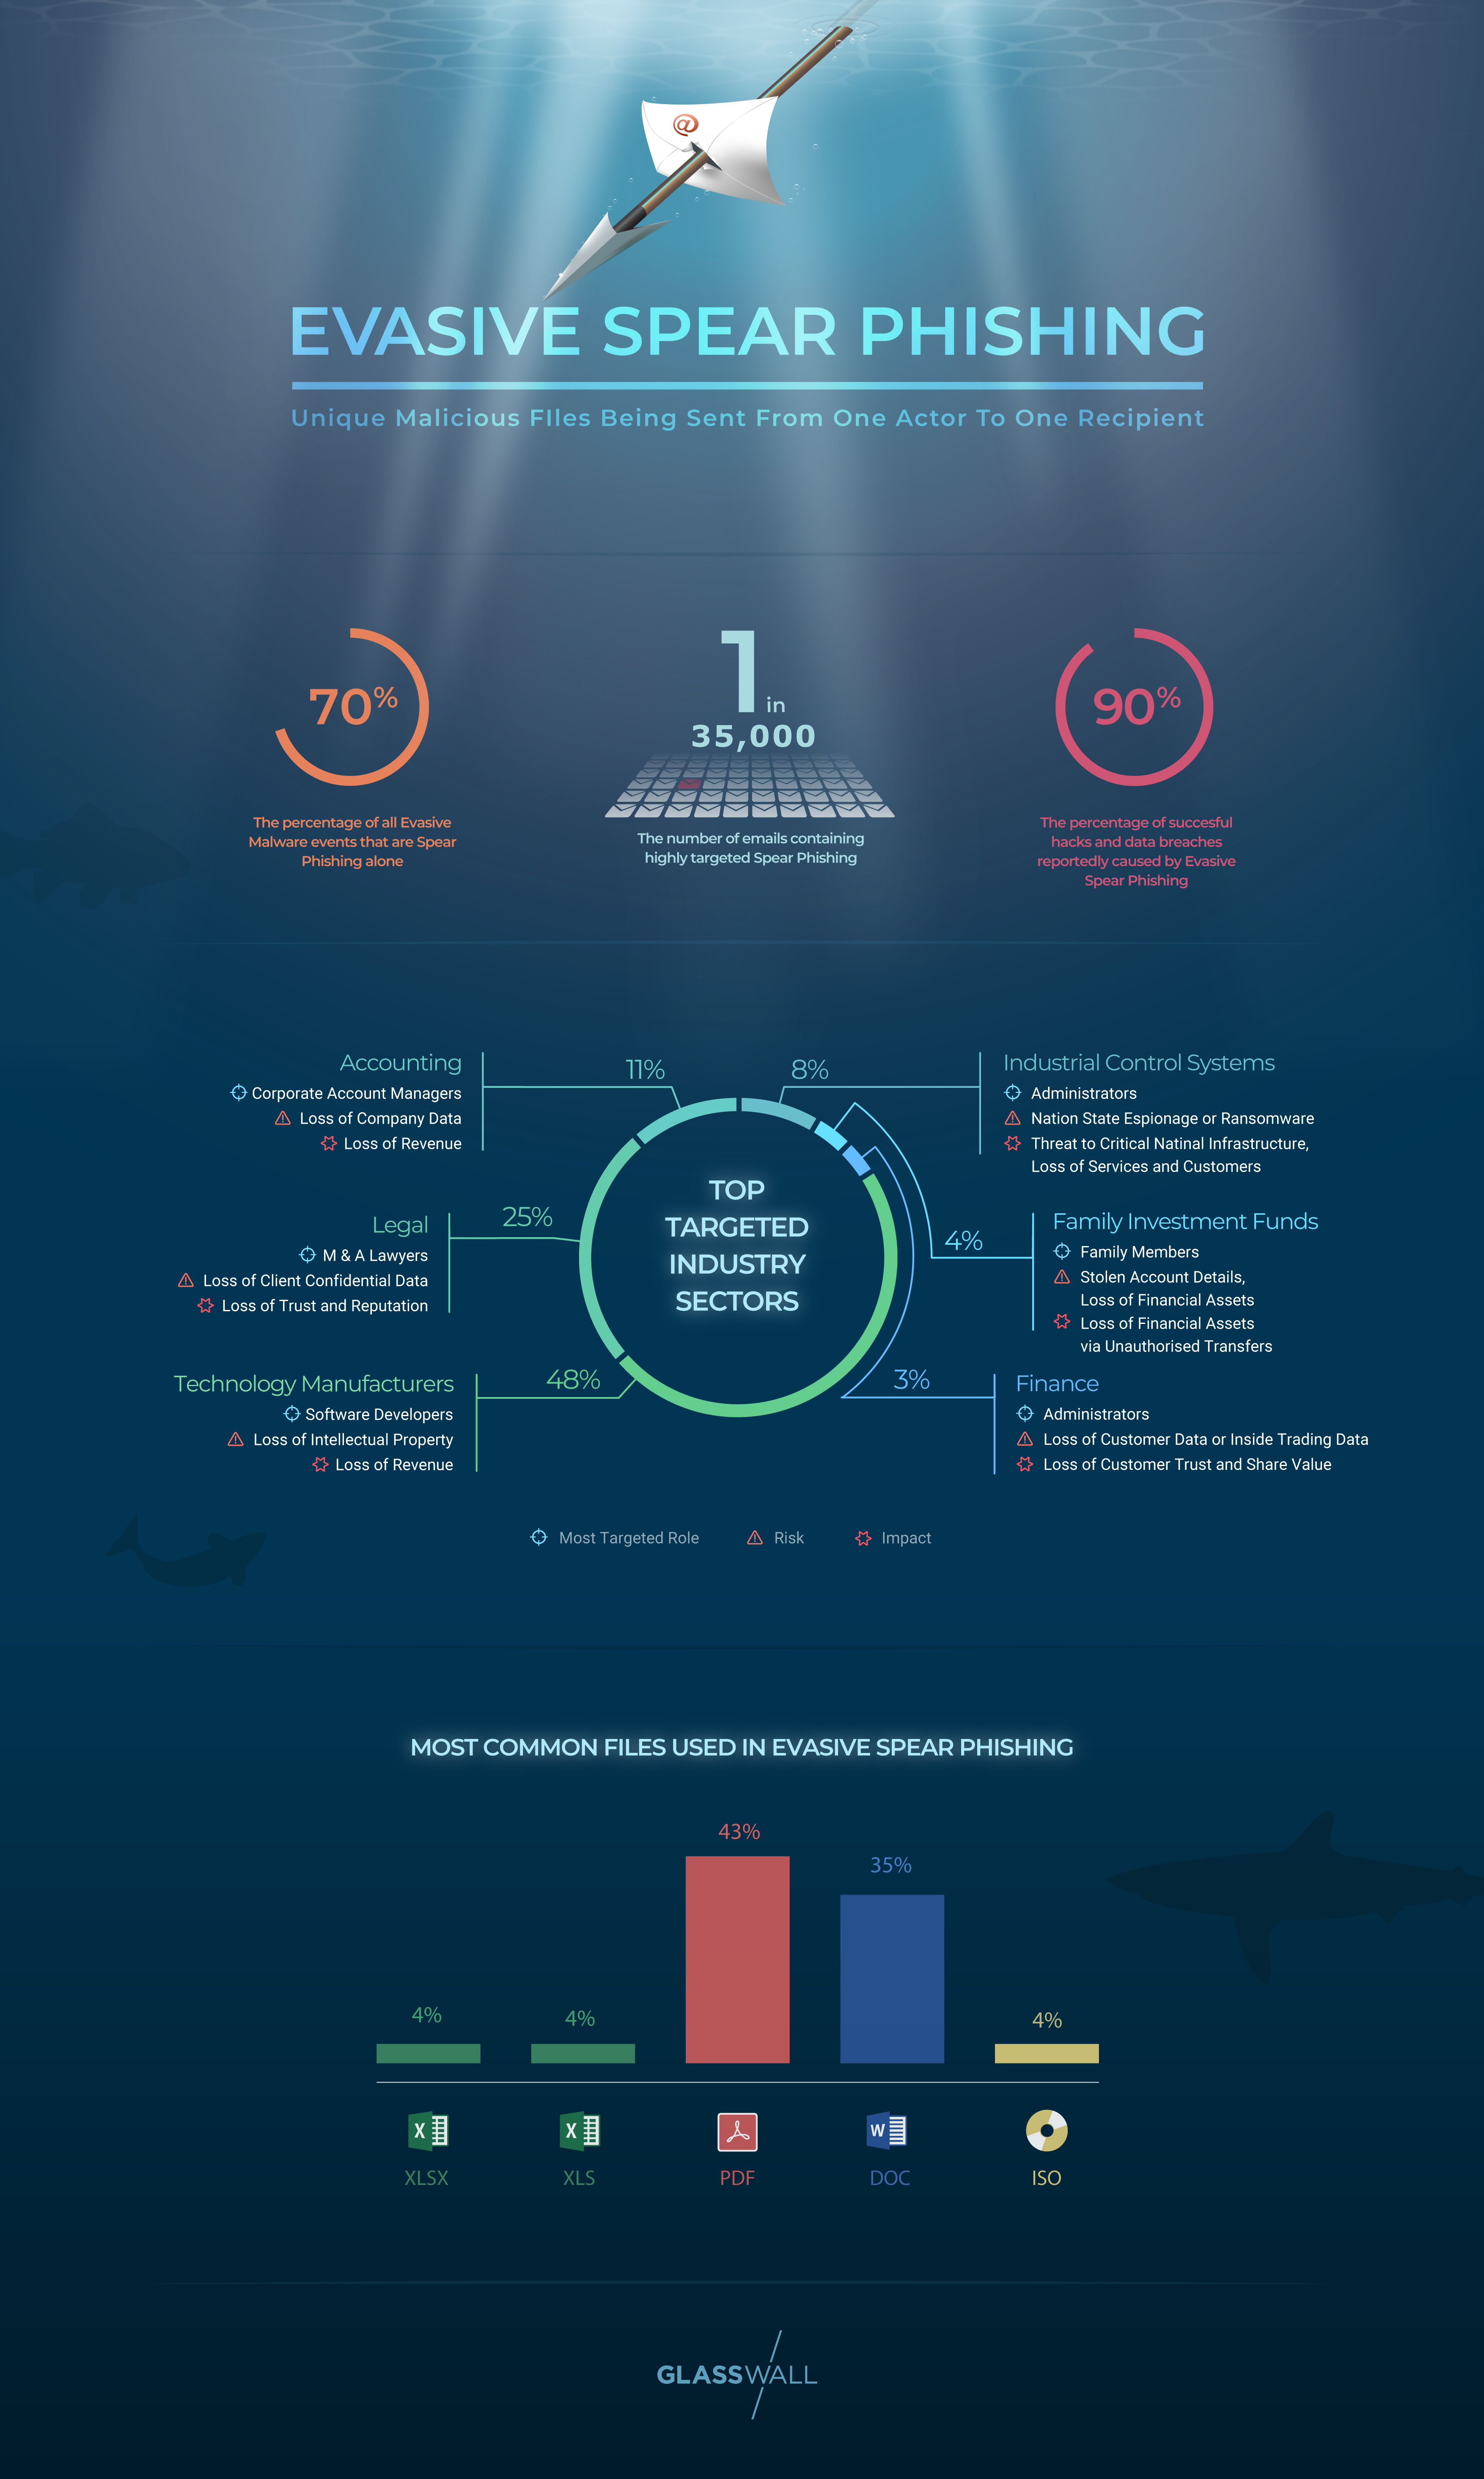 @
EVASIVE SPEAR PHISHING
Unique Malicious FIles Being Sent From One Actor To One Recipient
70%
The percentage of all Evasive
Malware events that are Spear
Phishing alone
1 in
35,000
The number of emails containing
highly targeted Spear Phishing
90%
The percentage of succesful
hacks and data breaches
reportedly caused by Evasive
Spear Phishing
TOP
TARGETED
INDUSTRY
SECTORS
Accounting
11%
Corporate Account Managers
Loss of Company Data
Loss of Revenue
Legal
25%
M & A Lawyers
Loss of Client Confidential Data
Loss of Trust and Reputation
Technology Manufacturers
48%
Software Developers
Loss of Intellectual Property
Loss of Revenue
8%
Industrial Control Systems
Administrators
Nation State Espionage or Ransomware
Threat to Critical Natinal Infrastructure,
Loss of Services and Customers
4%
Family Investment Funds
Family Members
Stolen Account Details,
Loss of Financial Assets
Loss of Financial Assets
via Unauthorised Transfers
3%
Finance
Administrators
Loss of Customer Data or Inside Trading Data
Loss of Customer Trust and Share Value
Most Targeted Role
Risk
Impact
MOST COMMON FILES USED IN EVASIVE SPEAR PHISHING
4%
4%
43%
35%
4%
X
X
W
XLSX
XLS
PDF
DOC
ISO
GLASSWALL